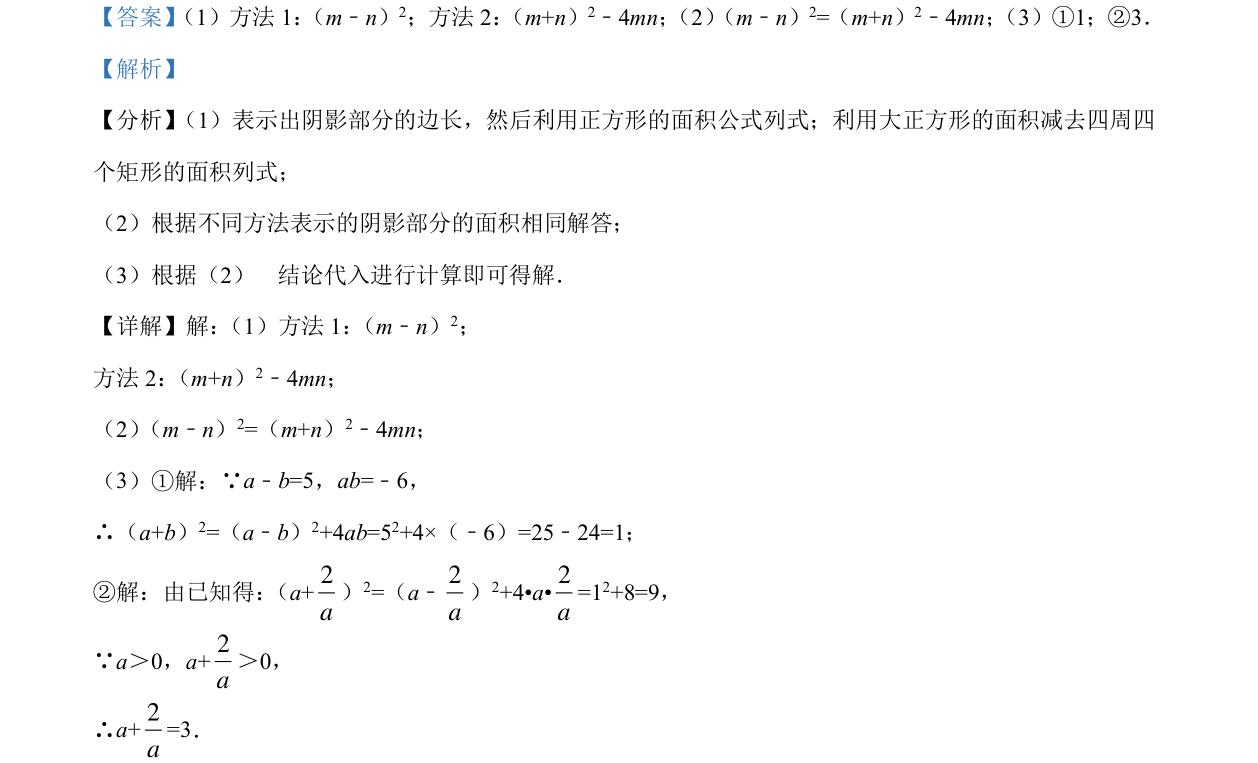 【答案】（1）方法 1：（m﹣n）²；方法 2：（m+n）²﹣4mn；（2）（m﹣n）²=（m+n）²﹣4mn；（3）①1；②3．
【解析】
【分析】（1）表示出阴影部分的边长，然后利用正方形的面积公式列式；利用大正方形的面积减去四周四
个矩形的面积列式；
（2）根据不同方法表示的阴影部分的面积相同解答；
（3）根据（2）　结论代入进行计算即可得解．
【详解】解：（1）方法 1：（m﹣n）²；
方法 2：（m+n）²﹣4mn；
（2）（m﹣n）²=（m+n）²﹣4mn；
（3）①解：∵a﹣b=5，ab=﹣6，
∴（a+b）²=（a﹣b）²+4ab=5²+4×（﹣6）=25﹣24=1；
②解：由已知得：（a+2/a）²=（a﹣2/a）²+4•a•2/a=1²+8=9，
∵a＞0，a+2/a＞0，
∴a+2/a=3．